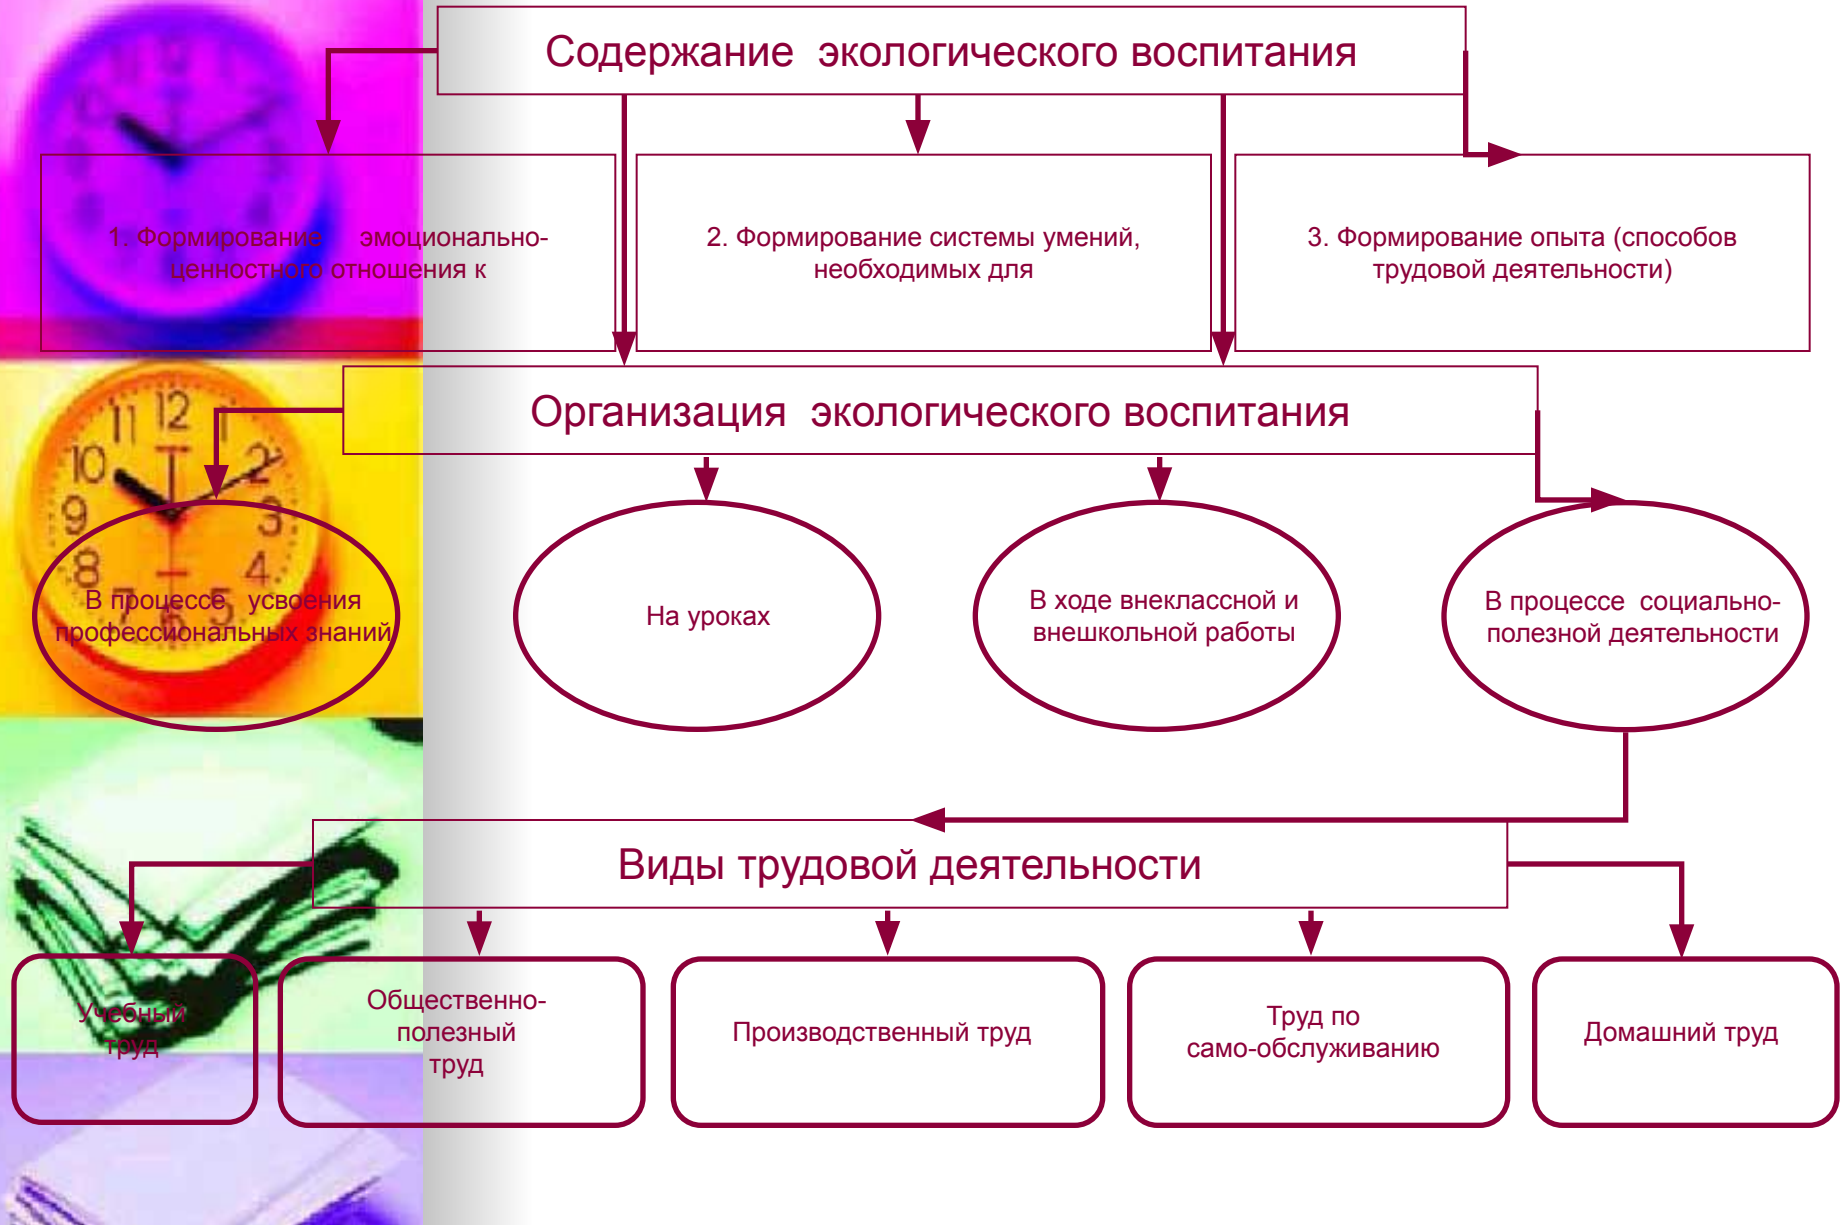 Содержание экологического воспитания
1. Формирование эмоционально-
ценностного отношения к
2. Формирование системы умений,
необходимых для
3. Формирование опыта (способов
трудовой деятельности)
Организация экологического воспитания
В процессе усвоения
профессиональных знаний
На уроках
В ходе внеклассной и
внешкольной работы
В процессе социально-
полезной деятельности
Виды трудовой деятельности
Учебный
труд
Общественно-
полезный
труд
Производственный труд
Труд по
само-обслуживанию
Домашний труд